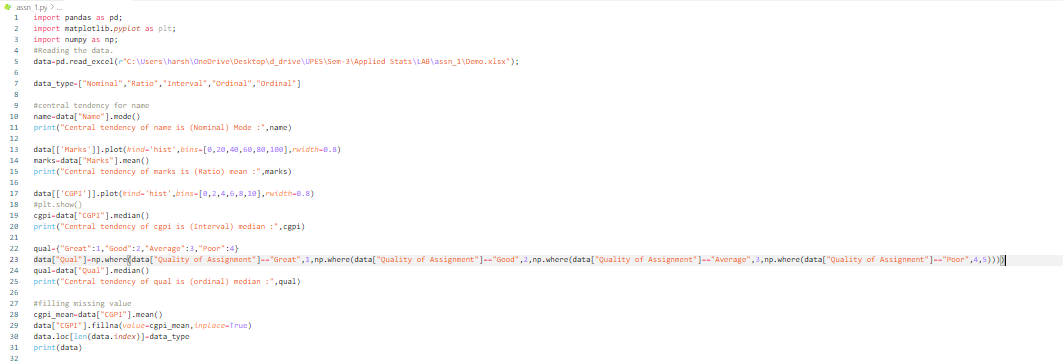 assn_1.py > ...
1 import pandas as pd;
2 import matplotlib.pyplot as plt;
3 import numpy as np;
4 #Reading the data.
5 data=pd.read_excel(r"C:\Users\harsh\OneDrive\Desktop\d_drive\UPES\Sem-3\Applied Stats\LAB\assn_1\Demo.xlsx");
6
7 data_type=["Nominal","Ratio","Interval","Ordinal","Ordinal"]
8
9 #central tendency for name
10 name=data["Name"].mode()
11 print("Central tendency of name is (Nominal) Mode :",name)
12
13 data[['Marks']].plot(kind='hist',bins=[0,20,40,60,80,100],rwidth=0.8)
14 marks=data["Marks"].mean()
15 print("Central tendency of marks is (Ratio) mean :",marks)
16
17 data[['CGPI']].plot(kind='hist',bins=[0,2,4,6,8,10],rwidth=0.8)
18 #plt.show()
19 cgpi=data["CGPI"].median()
20 print("Central tendency of cgpi is (Interval) median :",cgpi)
21
22 qual={"Great":1,"Good":2,"Average":3,"Poor":4}
23 data["Qual"]=np.where(data["Quality of Assignment"]=="Great",1,np.where(data["Quality of Assignment"]=="Good",2,np.where(data["Quality of Assignment"]=="Average",3,np.where(data["Quality of Assignment"]=="Poor",4,5))))
24 qual=data["Qual"].median()
25 print("Central tendency of qual is (ordinal) median :",qual)
26
27 #filling missing value
28 cgpi_mean=data["CGPI"].mean()
29 data["CGPI"].fillna(value=cgpi_mean,inplace=True)
30 data.loc[len(data.index)]=data_type
31 print(data)
32